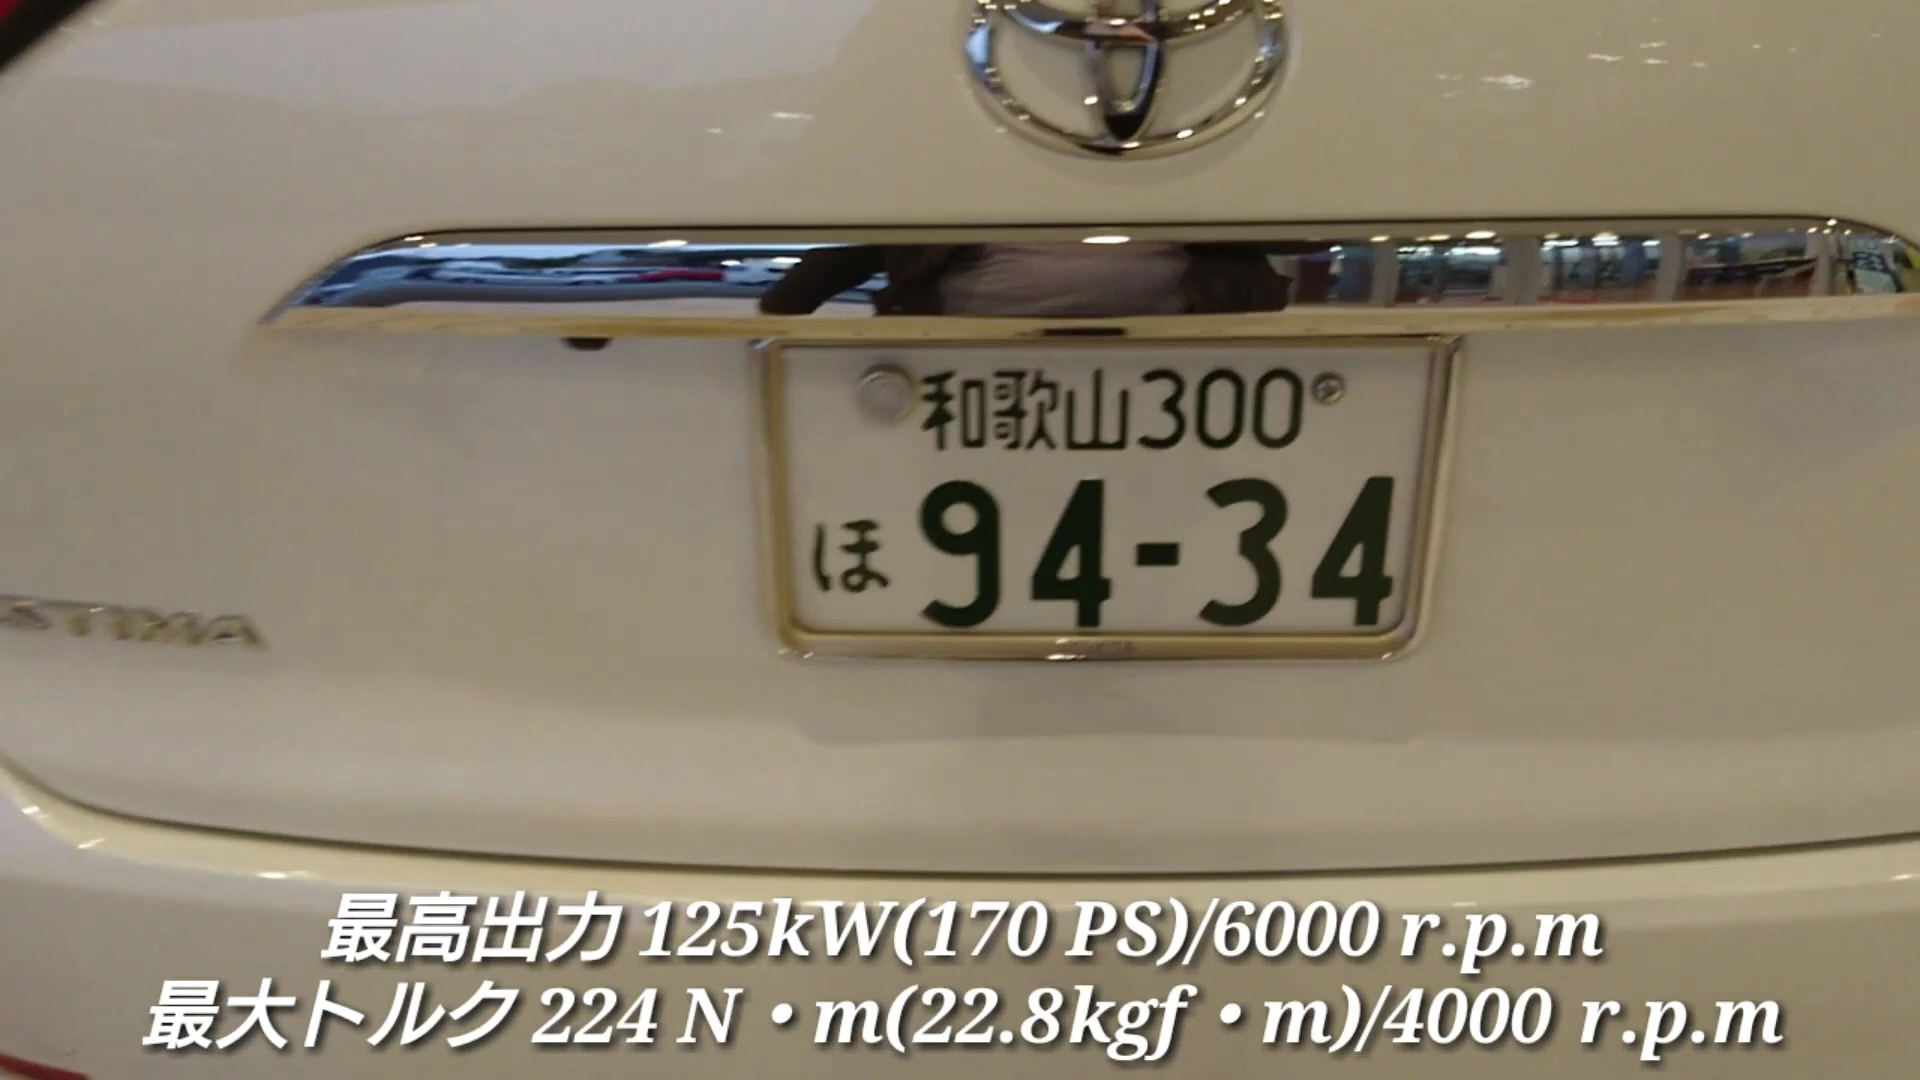 和歌山300
ほ 94-34
ESTIMA
最高出力 125kW(170 PS)/6000 r.p.m
最大トルク 224 N・m(22.8kgf・m)/4000 r.p.m